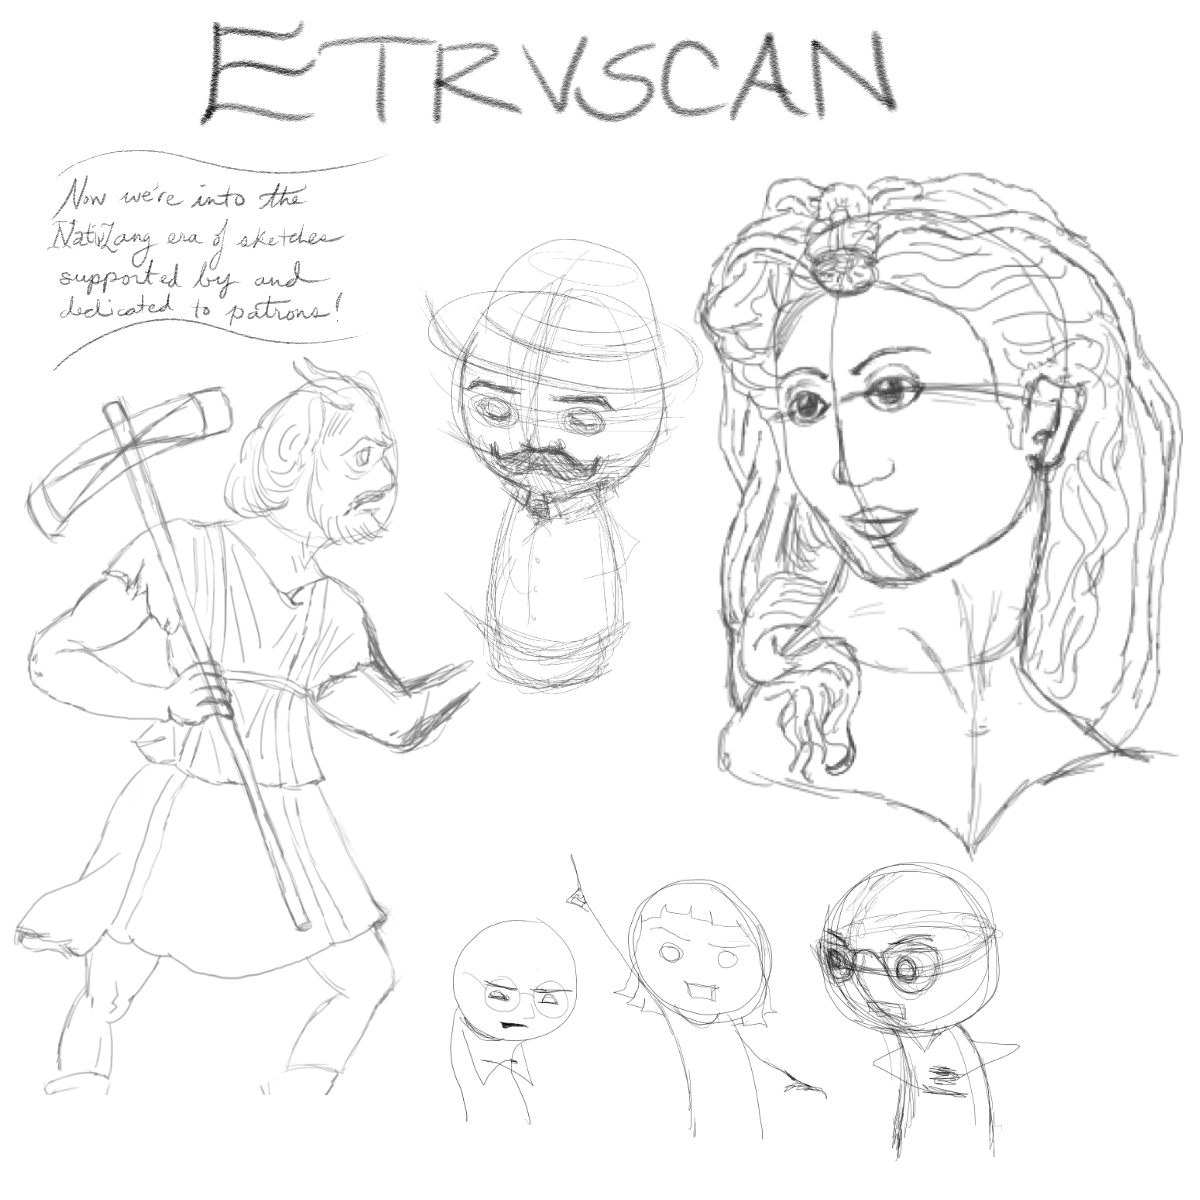 ETRVSCAN
Now we're into the
NativLang era of sketches
supported by and
dedicated to patrons!